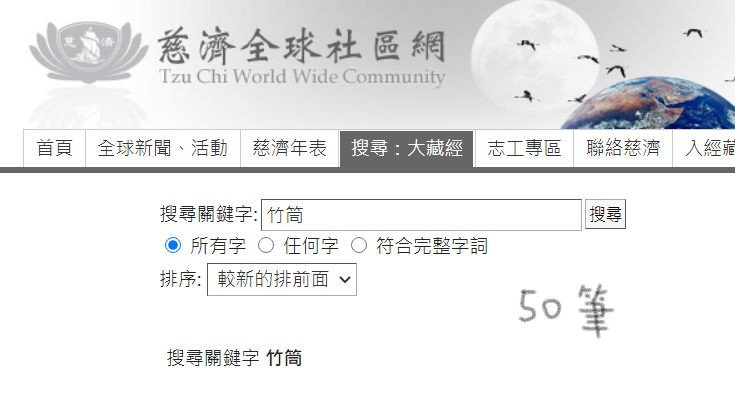 慈濟全球社區網
Tzu Chi World Wide Community
首頁 全球新聞、活動 慈濟年表 搜尋：大藏經 志工專區 聯絡慈濟 入經藏
搜尋關鍵字: 竹筒 搜尋
所有字 任何字 符合完整字詞
排序: 較新的排前面
50筆
搜尋關鍵字 竹筒